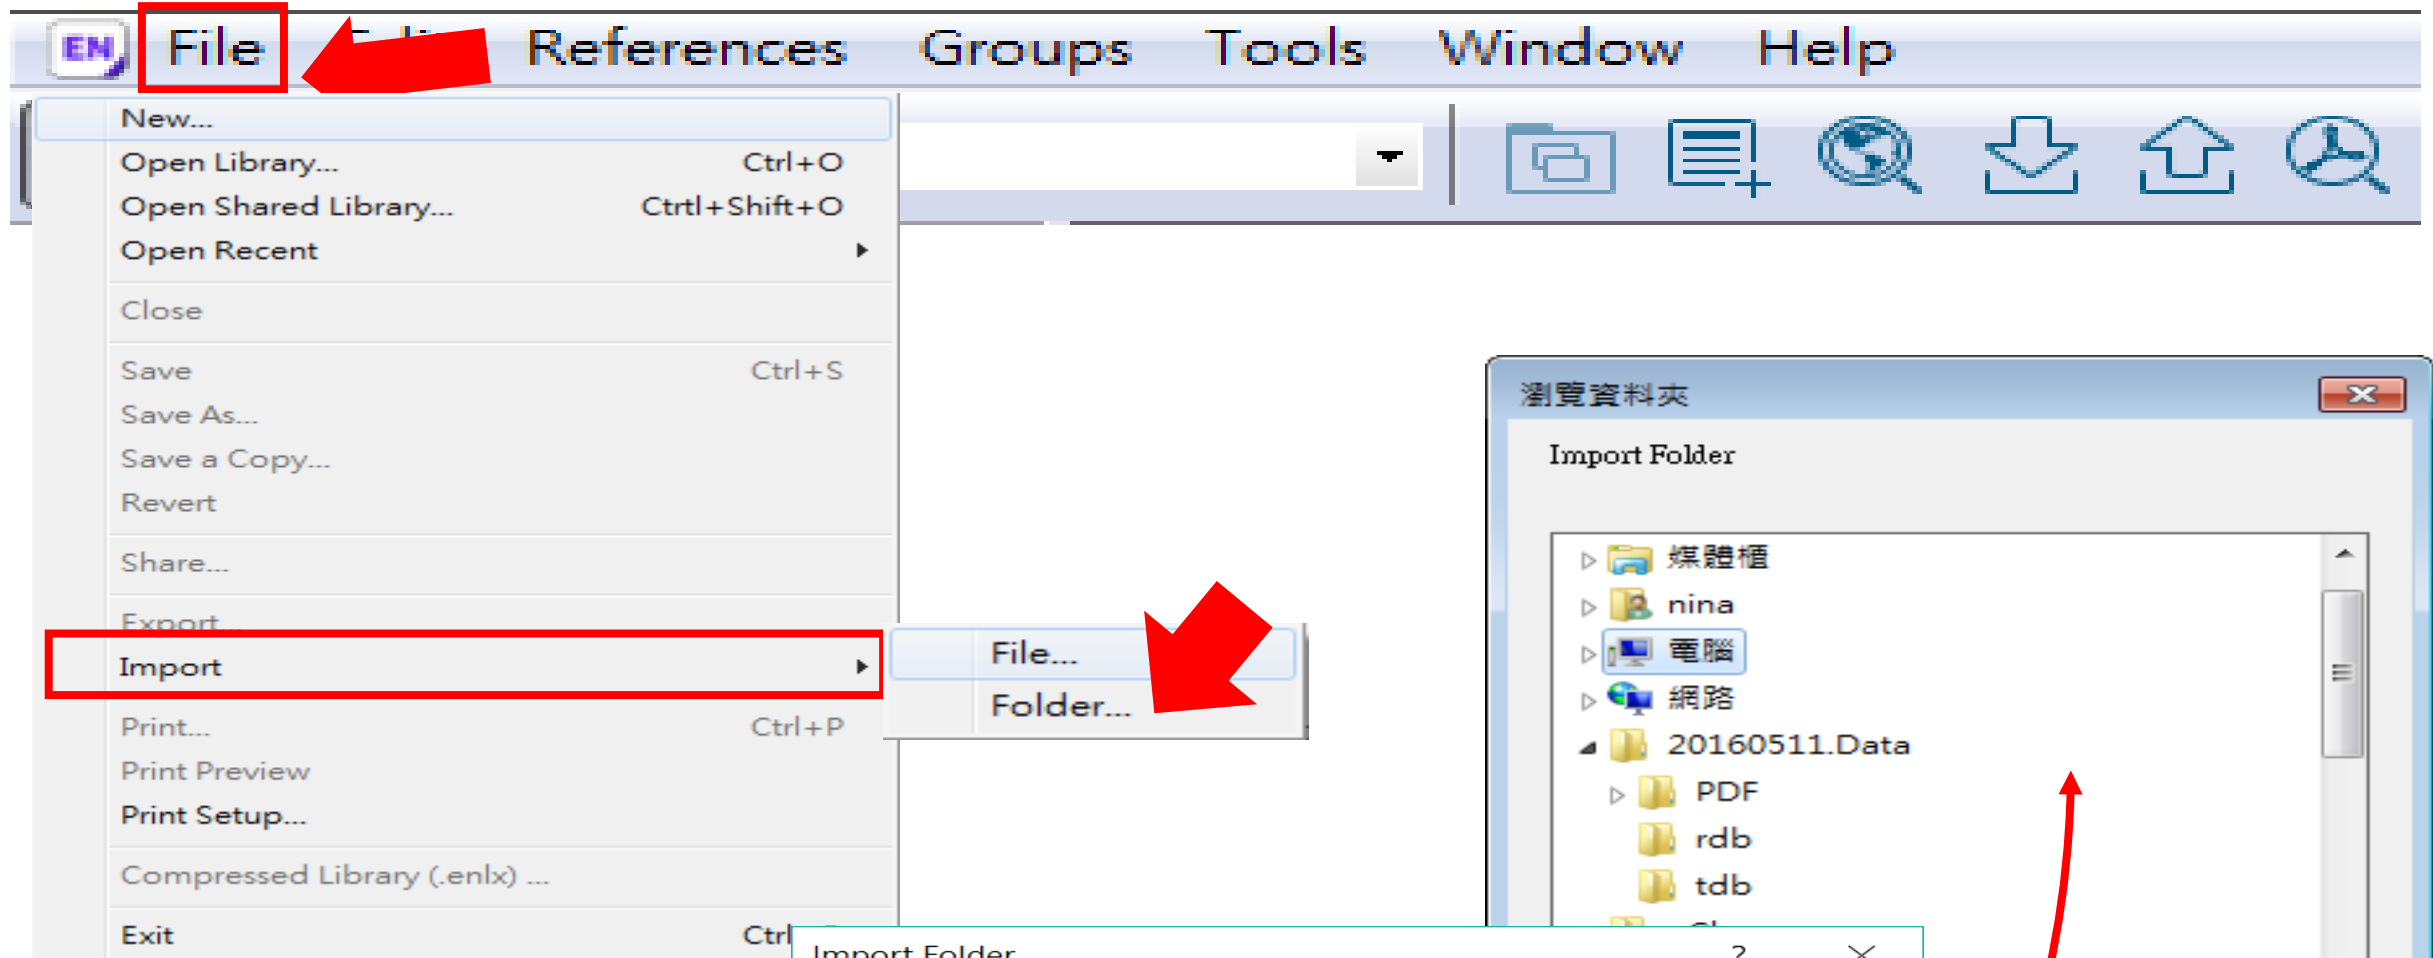 EN File References Groups Tools Window Help
New...
Open Library... Ctrl+O
Open Shared Library... Ctrtl+Shift+O
Open Recent
Close
Save Ctrl+S
Save As...
Save a Copy...
Revert
Share...
Export...
Import
File...
Folder...
Print... Ctrl+P
Print Preview
Print Setup...
Compressed Library (.enlx) ...
Exit Ctrl
瀏覽資料夾
Import Folder
媒體櫃
nina
電腦
網路
20160511.Data
PDF
rdb
tdb
Import Folder ?